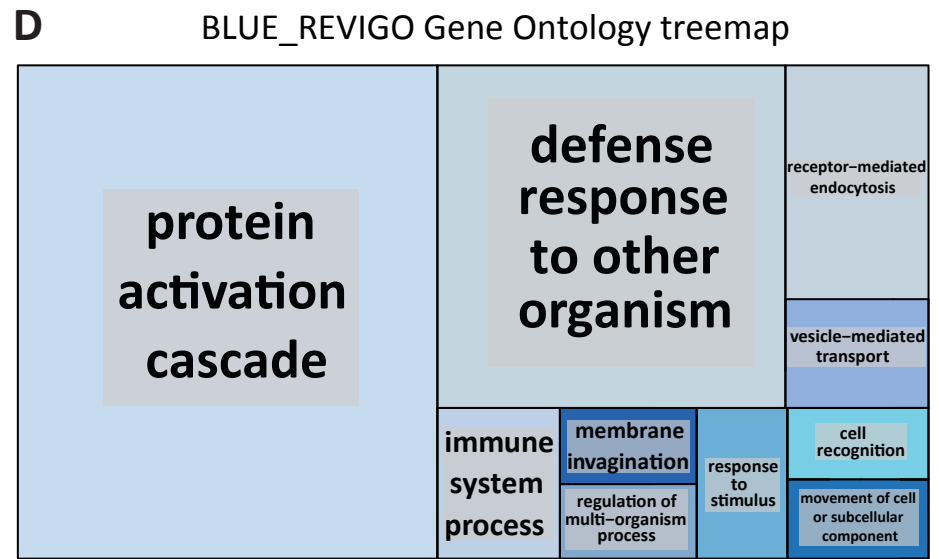 D
BLUE_REVIGO Gene Ontology treemap
protein
activation
cascade
defense
response
to other
organism
receptor−mediated
endocytosis
vesicle−mediated
transport
immune
system
process
membrane
invagination
regulation of
multi−organism
process
response
to
stimulus
cell
recognition
movement of cell
or subcellular
component